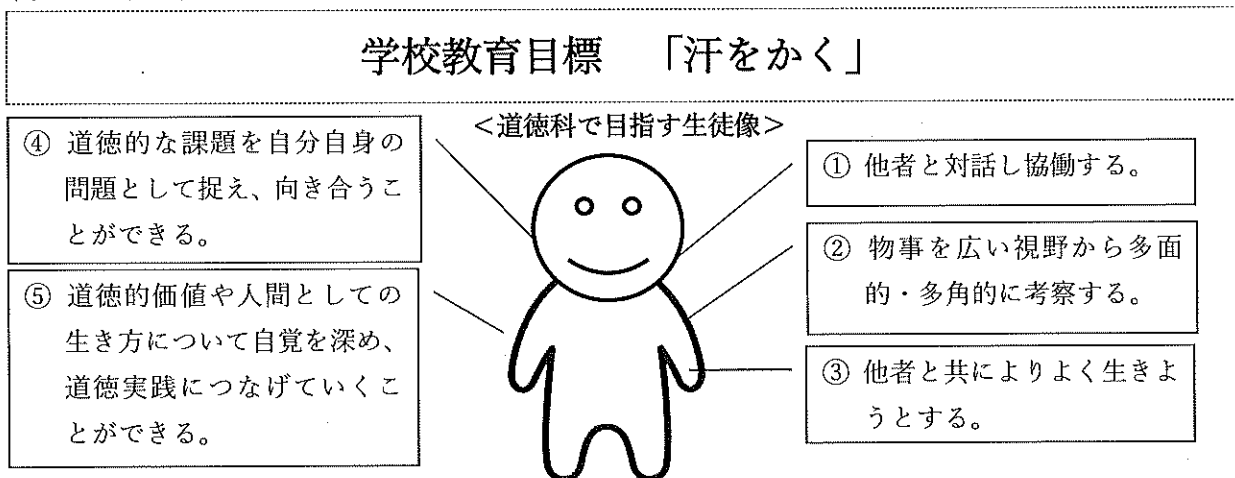 学校教育目標 「汗をかく」
<道徳科で目指す生徒像>
① 他者と対話し協働する。
② 物事を広い視野から多面
的・多角的に考察する。
③ 他者と共によりよく生きよ
うとする。
④ 道徳的な課題を自分自身の
問題として捉え、向き合うこ
とができる。
⑤ 道徳的価値や人間としての
生き方について自覚を深め、
道徳実践につなげていくこ
とができる。